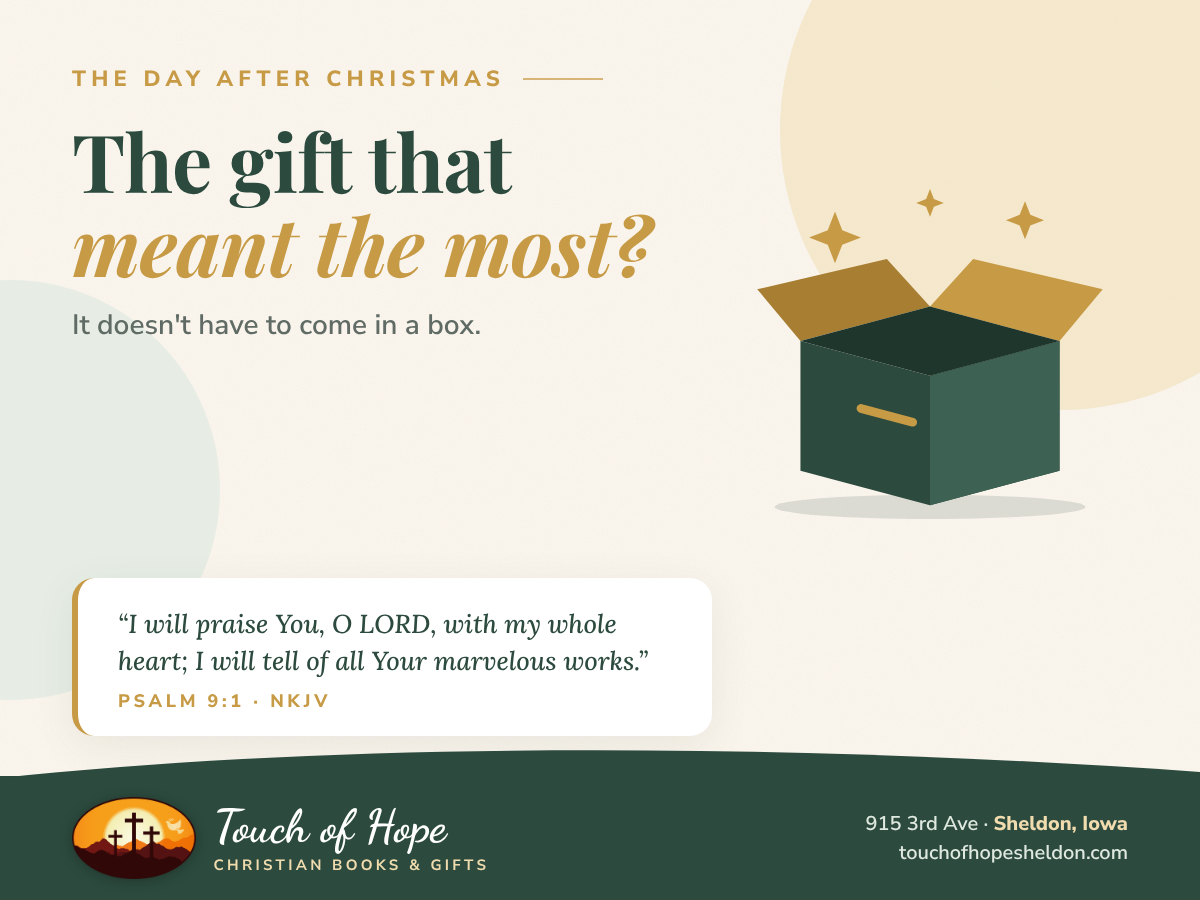 THE DAY AFTER CHRISTMAS
The gift that
meant the most?
It doesn't have to come in a box.
“I will praise You, O LORD, with my whole
heart; I will tell of all Your marvelous works.”
PSALM 9:1 · NKJV
Touch of Hope
CHRISTIAN BOOKS & GIFTS
915 3rd Ave · Sheldon, Iowa
touchofhopesheldon.com